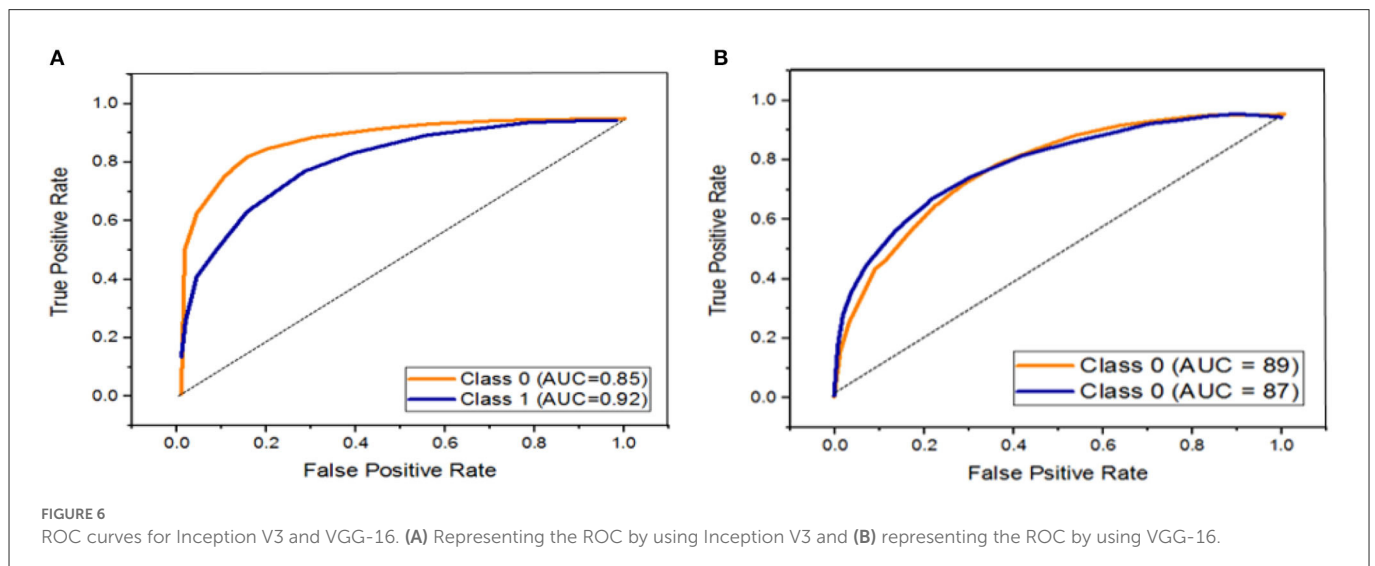 A
True Positive Rate
1.0
0.8
0.6
0.4
0.2
0.0
Class 0 (AUC=0.85)
Class 1 (AUC=0.92)
0.0 0.2 0.4 0.6 0.8 1.0
False Positive Rate
B
True Positive Rate
1.0
0.8
0.6
0.4
0.2
0.0
Class 0 (AUC = 89)
Class 0 (AUC = 87)
0.0 0.2 0.4 0.6 0.8 1.0
False Psitive Rate
FIGURE 6
ROC curves for Inception V3 and VGG-16. (A) Representing the ROC by using Inception V3 and (B) representing the ROC by using VGG-16.